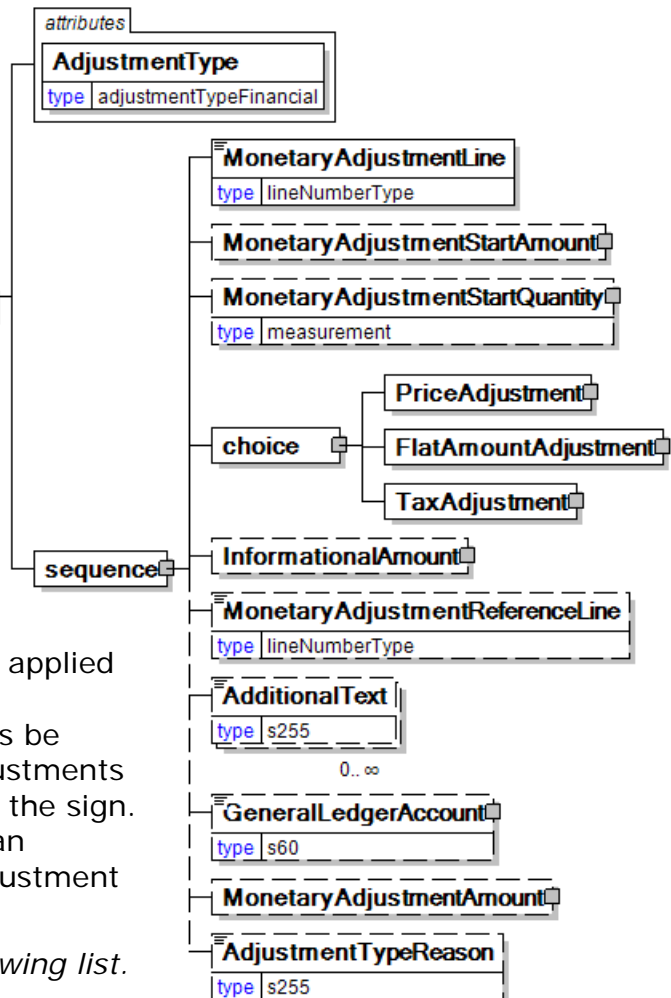 attributes
AdjustmentType
type adjustmentTypeFinancial
MonetaryAdjustmentLine
type lineNumberType
MonetaryAdjustmentStartAmount
MonetaryAdjustmentStartQuantity
type measurement
choice
PriceAdjustment
FlatAmountAdjustment
TaxAdjustment
sequence
InformationalAmount
MonetaryAdjustmentReferenceLine
type lineNumberType
AdditionalText
type s255
0.. ∞
GeneralLedgerAccount
type s60
MonetaryAdjustmentAmount
AdjustmentTypeReason
type s255
applied
s be
ustments
the sign.
an
justment
wing list.